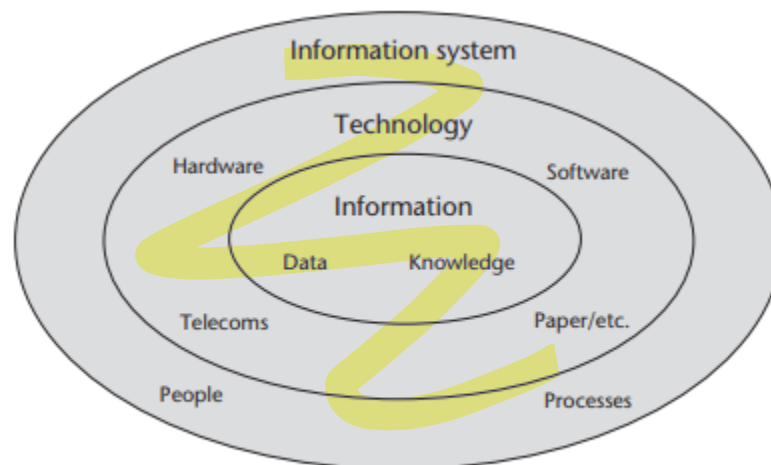 Information system
Technology
Hardware
Software
Information
Data Knowledge
Telecoms
Paper/etc.
People
Processes